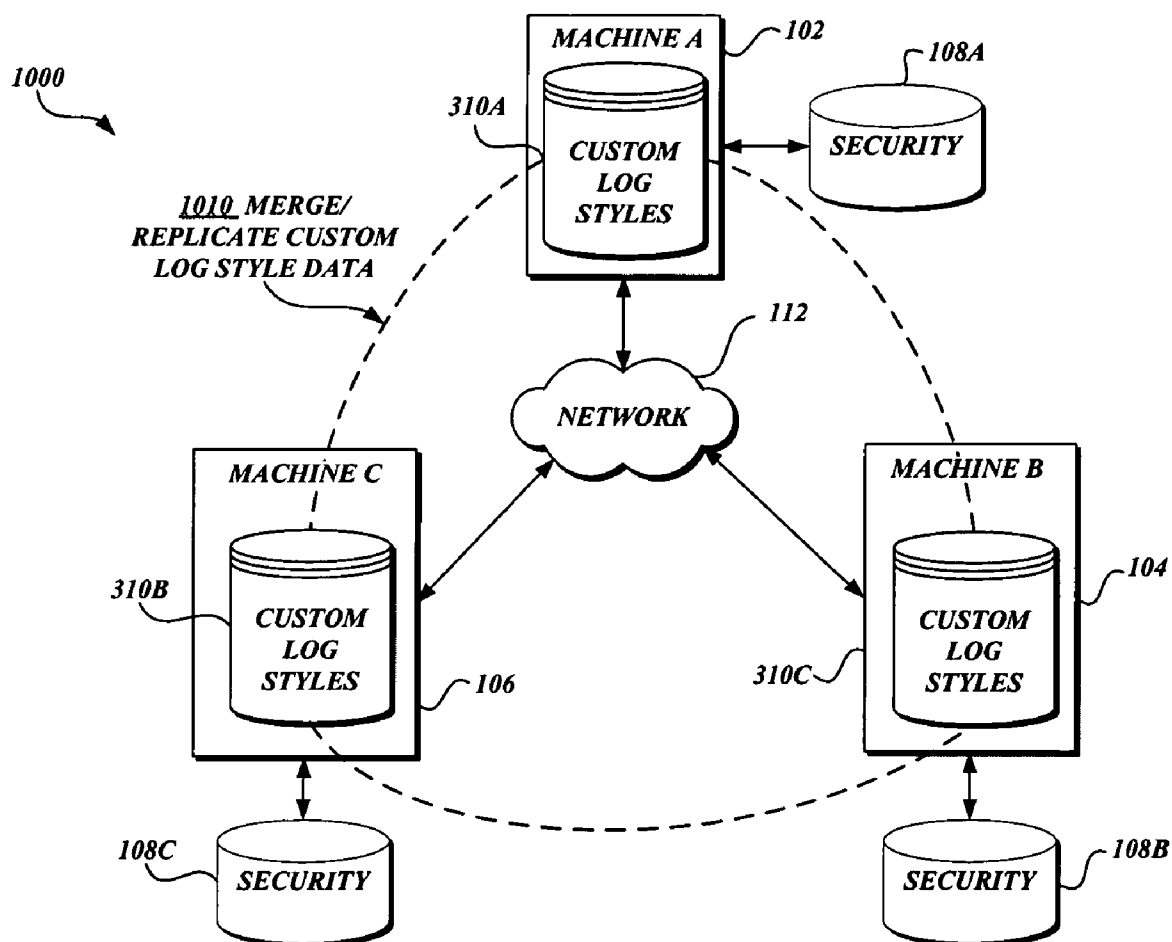 1000
MACHINE A
102
108A
310A
CUSTOM
LOG
STYLES
SECURITY
1010 MERGE/
REPLICATE CUSTOM
LOG STYLE DATA
112
NETWORK
MACHINE C
MACHINE B
310B
CUSTOM
LOG
STYLES
106
104
CUSTOM
LOG
STYLES
310C
108C
SECURITY
108B
SECURITY